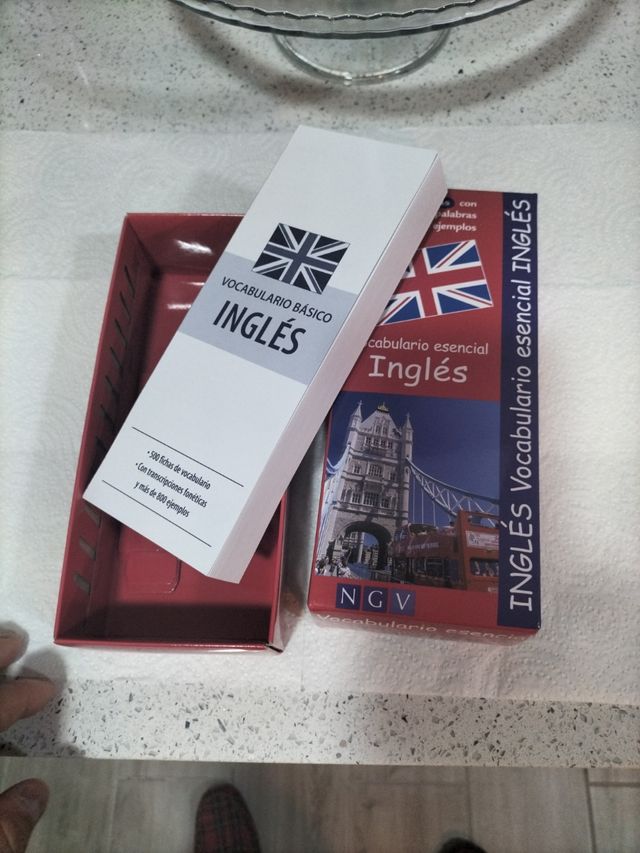 VOCABULARIO BÁSICO
INGLÉS
• 500 fichas de vocabulario
• Con transcripciones fonéticas
y más de 800 ejemplos
con
palabras
ejemplos
esencial
Inglés
NGV
INGLÉS Vocabulario esencial INGLÉS
Vocabulario